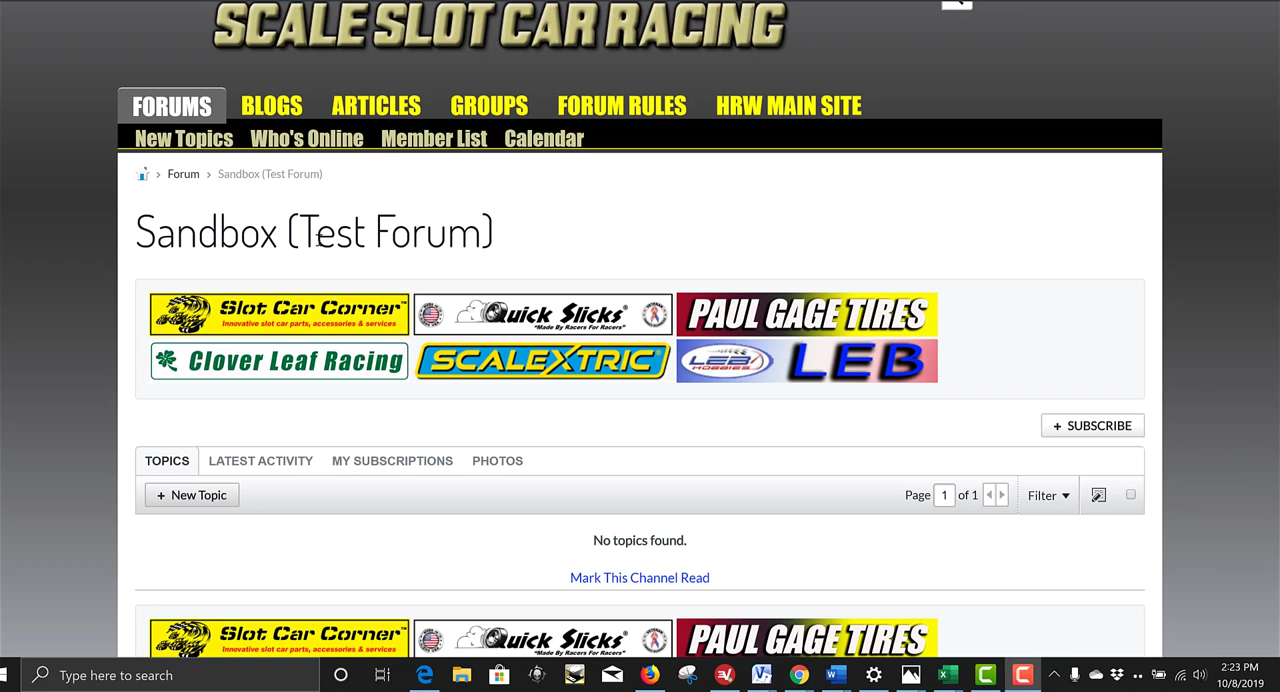 SCALE SLOT CAR RACING
FORUMS BLOGS ARTICLES GROUPS FORUM RULES HRW MAIN SITE
New Topics Who's Online Member List Calendar
Forum > Sandbox (Test Forum)
Sandbox (Test Forum)
Slot Car Corner™ Quick Slicks® PAUL GAGE TIRES
Innovative slot car parts, accessories & services "Made By Racers For Racers"
Clover Leaf Racing SCALEXTRIC LEB HOBBIES LEB
+ SUBSCRIBE
TOPICS LATEST ACTIVITY MY SUBSCRIPTIONS PHOTOS
+ New Topic Page 1 of 1 Filter
No topics found.
Mark This Channel Read
Slot Car Corner™ Quick Slicks® PAUL GAGE TIRES
Innovative slot car parts, accessories & services "Made By Racers For Racers"
Type here to search 2:23 PM
10/8/2019